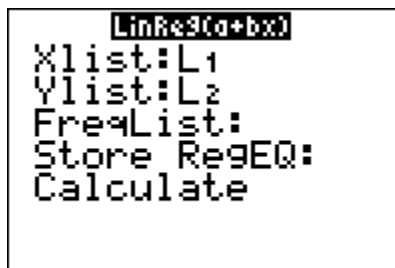 LinReg(a+bx)
Xlist:L₁
Ylist:L₂
FreqList:
Store RegEQ:
Calculate